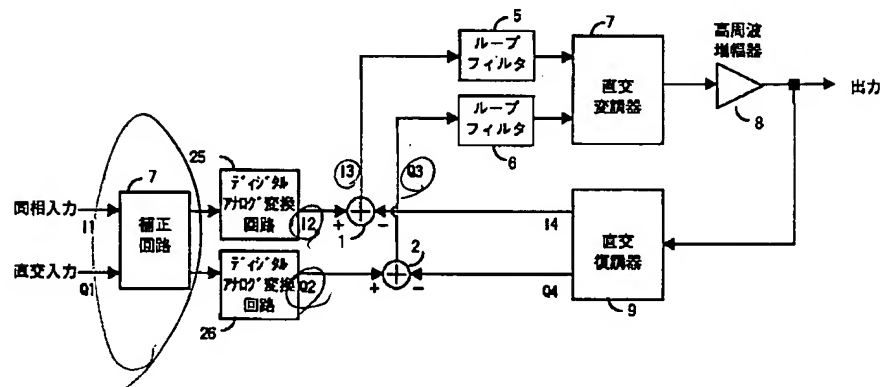 5
ループ
フィルタ
7
直交
変調器
高周波
増幅器
8
出力
ループ
フィルタ
6
25
7
同相入力
I1
補正
回路
ディジタル
アナログ変換
回路
I2
I3
Q3
+
-
1
I4
直交
復調器
9
直交入力
Q1
ディジタル
アナログ変換
回路
26
Q2
2
+
-
Q4